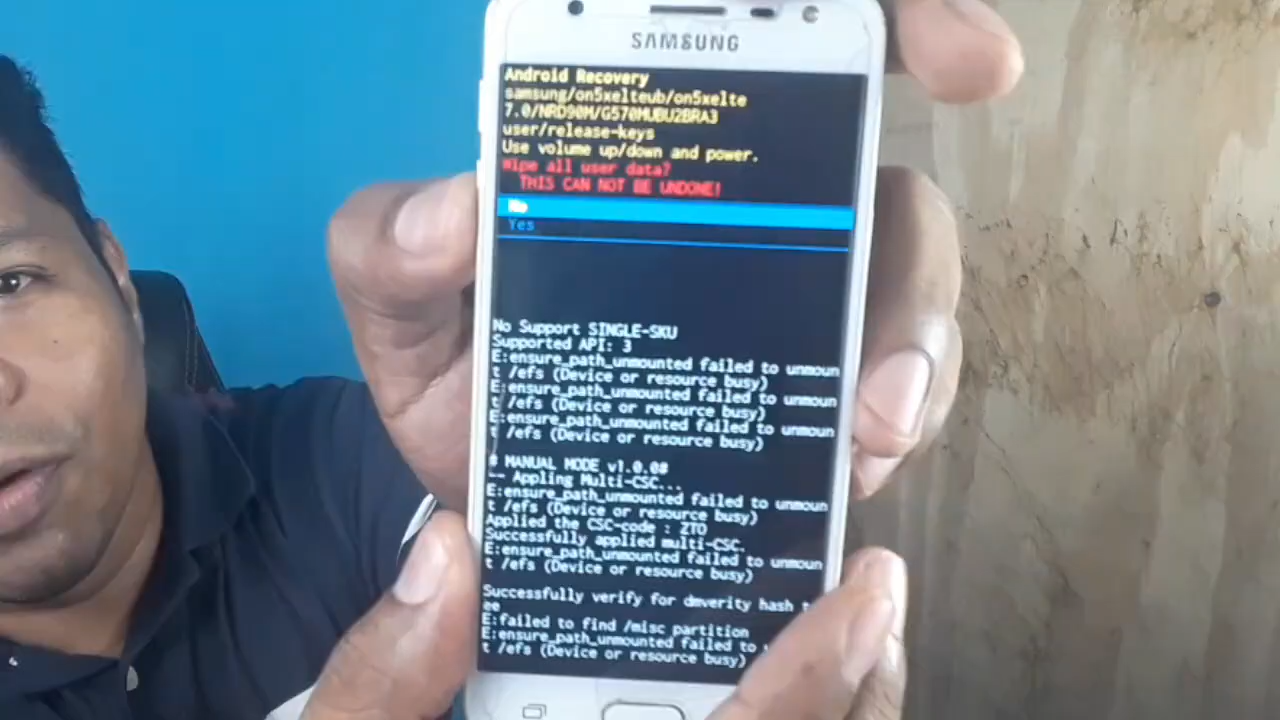 SAMSUNG
Android Recovery
samsung/on5xelteub/on5xelte
7.0/NRD90M/G570MUBU2BRA3
user/release-keys
Use volume up/down and power.
Wipe all user data?
THIS CAN NOT BE UNDONE!
No
Yes
No Support SINGLE-SKU
Supported API: 3
E:ensure_path_unmounted failed to unmoun
t /efs (Device or resource busy)
E:ensure_path_unmounted failed to unmoun
t /efs (Device or resource busy)
E:ensure_path_unmounted failed to unmoun
t /efs (Device or resource busy)
# MANUAL MODE v1.0.0#
-- Appling Multi-CSC...
E:ensure_path_unmounted failed to unmoun
t /efs (Device or resource busy)
Applied the CSC-code : ZTO
Successfully applied multi-CSC.
E:ensure_path_unmounted failed to unmoun
t /efs (Device or resource busy)
Successfully verify for dmverity hash t
ee
E:failed to find /misc partition
E:ensure_path_unmounted failed to
t /efs (Device or resource busy)